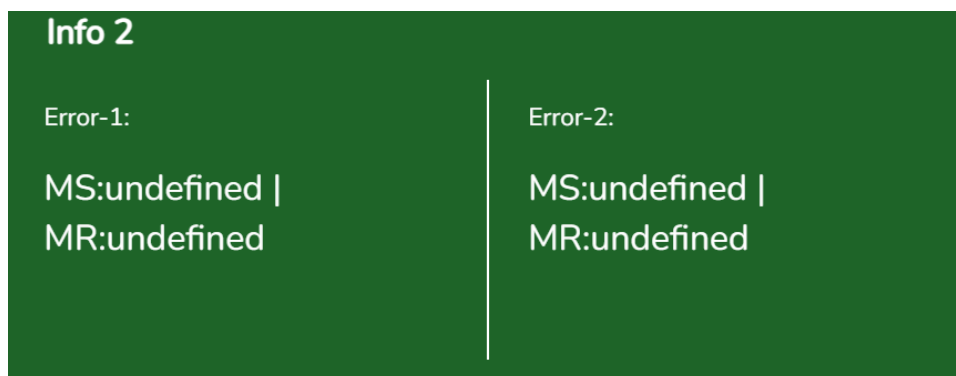 Info 2
Error-1:
MS:undefined |
MR:undefined
Error-2:
MS:undefined |
MR:undefined